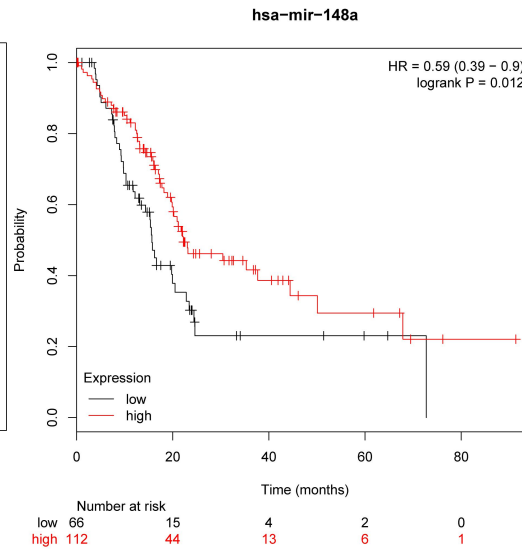 hsa−mir−148a
HR = 0.59 (0.39 − 0.9)
logrank P = 0.012
Probability
1.0
0.8
0.6
0.4
0.2
0.0
Expression
low
high
0 20 40 60 80
Time (months)
Number at risk
low 66 15 4 2 0
high 112 44 13 6 1